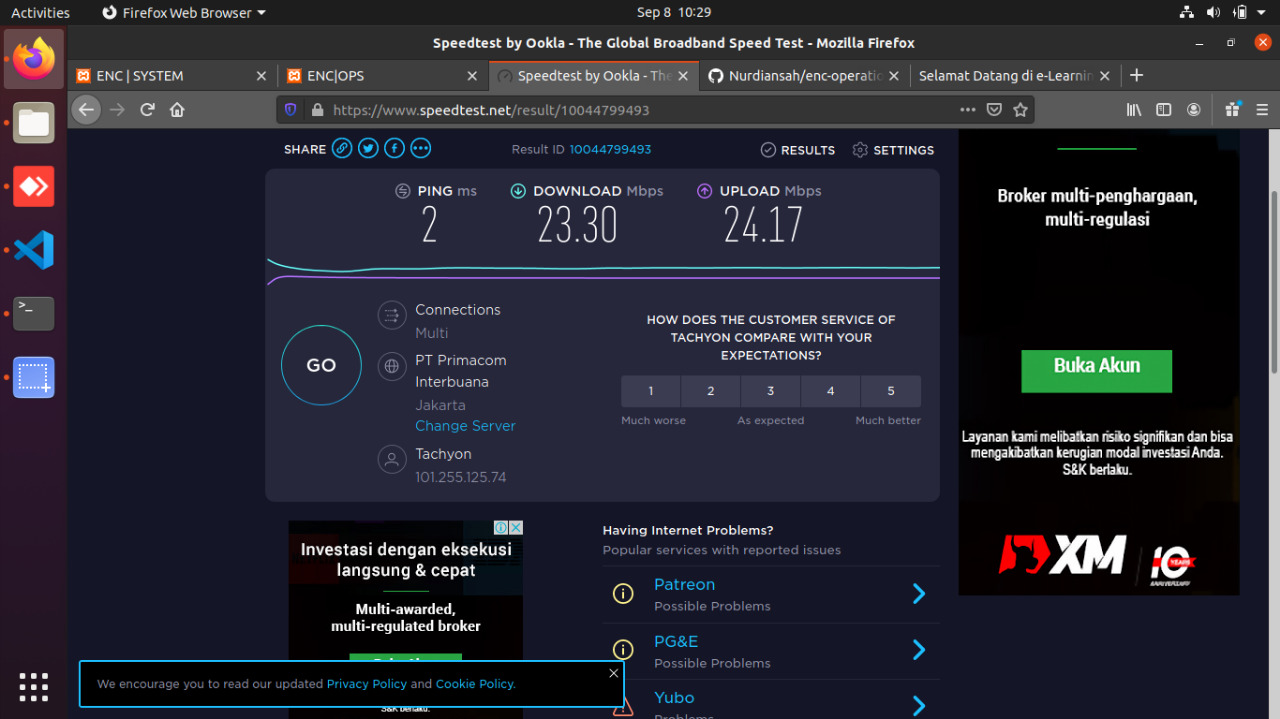 Activities
Firefox Web Browser
Sep 8 10:29
Speedtest by Ookla - The Global Broadband Speed Test - Mozilla Firefox
ENC | SYSTEM
ENC|OPS
Speedtest by Ookla - The
Nurdiansah/enc-operatio
Selamat Datang di e-Learnin
https://www.speedtest.net/result/10044799493
SHARE
Result ID 10044799493
RESULTS
SETTINGS
PING ms
DOWNLOAD Mbps
UPLOAD Mbps
2
23.30
24.17
GO
Connections
Multi
PT Primacom
Interbuana
Jakarta
Change Server
Tachyon
101.255.125.74
HOW DOES THE CUSTOMER SERVICE OF
TACHYON COMPARE WITH YOUR
EXPECTATIONS?
1 2 3 4 5
Much worse As expected Much better
Broker multi-penghargaan,
multi-regulasi
Buka Akun
Layanan kami melibatkan risiko signifikan dan bisa
mengakibatkan kerugian modal investasi Anda.
S&K berlaku.
XM
10
YEARS
ANNIVERSARY
Investasi dengan eksekusi
langsung & cepat
Multi-awarded,
multi-regulated broker
S&K berlaku.
Having Internet Problems?
Popular services with reported issues
Patreon
Possible Problems
PG&E
Possible Problems
Yubo
Problems
We encourage you to read our updated Privacy Policy and Cookie Policy.